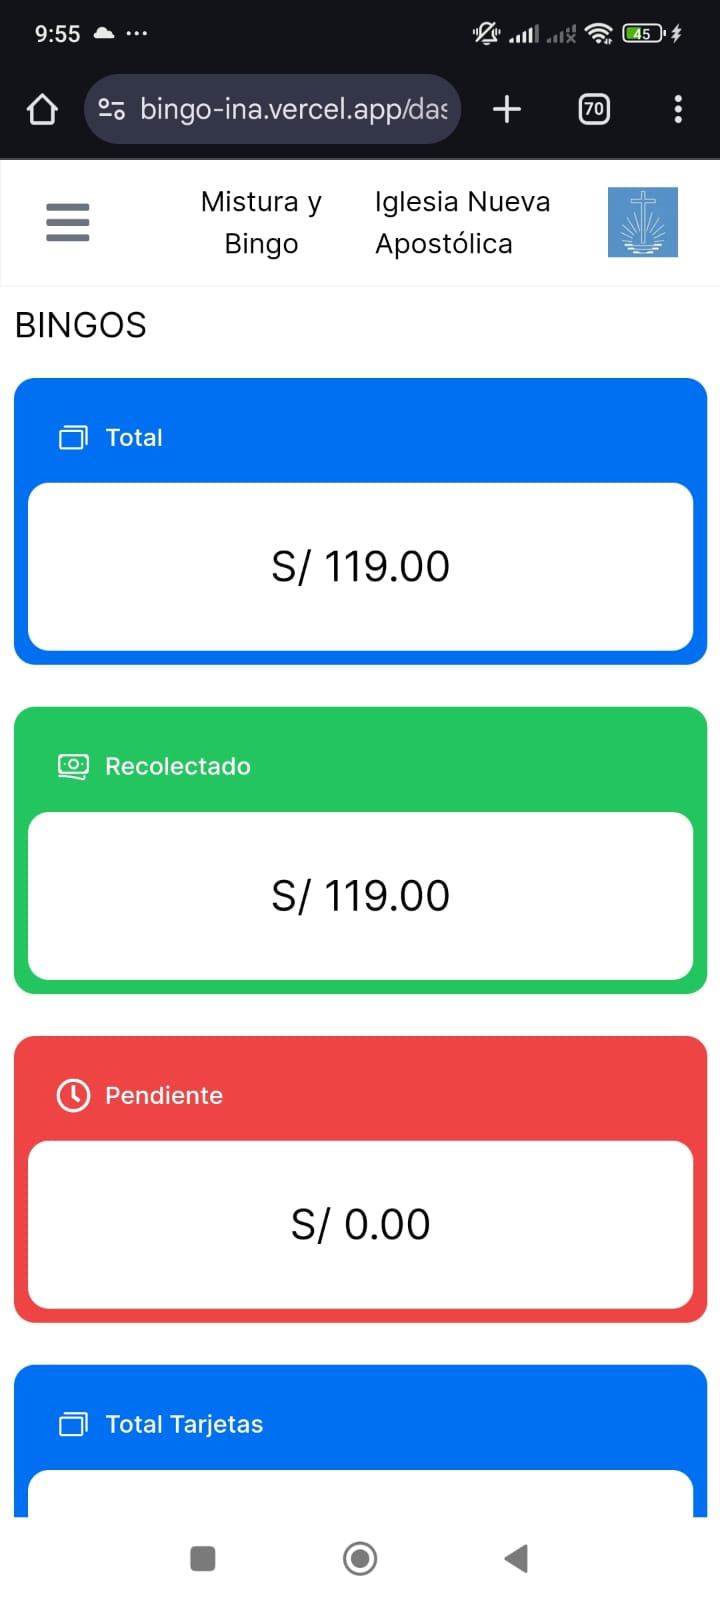 9:55
45
bingo-ina.vercel.app/das
70
Mistura y
Bingo
Iglesia Nueva
Apostólica
BINGOS
Total
S/ 119.00
Recolectado
S/ 119.00
Pendiente
S/ 0.00
Total Tarjetas